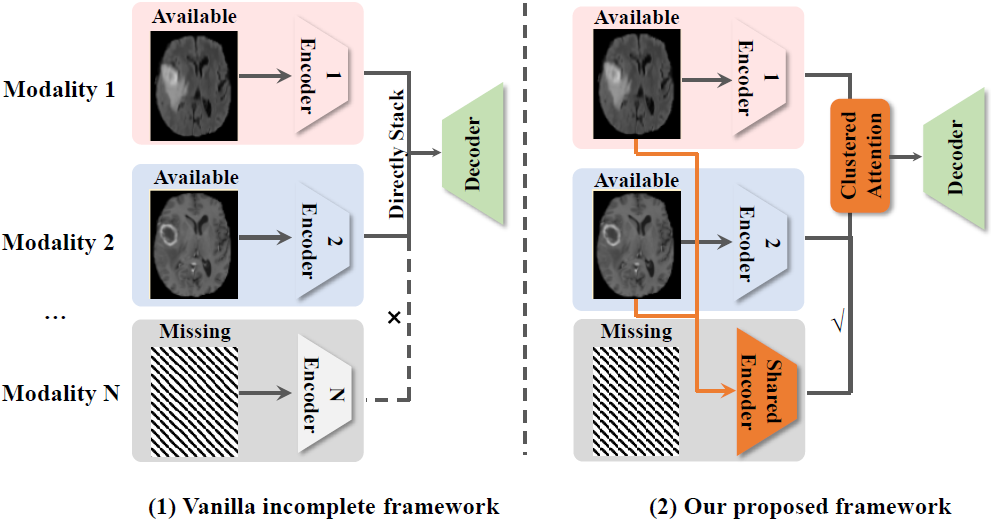 Available
Encoder 1
Modality 1
Available
Encoder 2
Modality 2
Directly Stack
Decoder
...
×
Missing
Encoder N
Modality N
(1) Vanilla incomplete framework
Available
Encoder 1
Available
Encoder 2
Clustered
Attention
Decoder
√
Missing
Shared
Encoder
(2) Our proposed framework